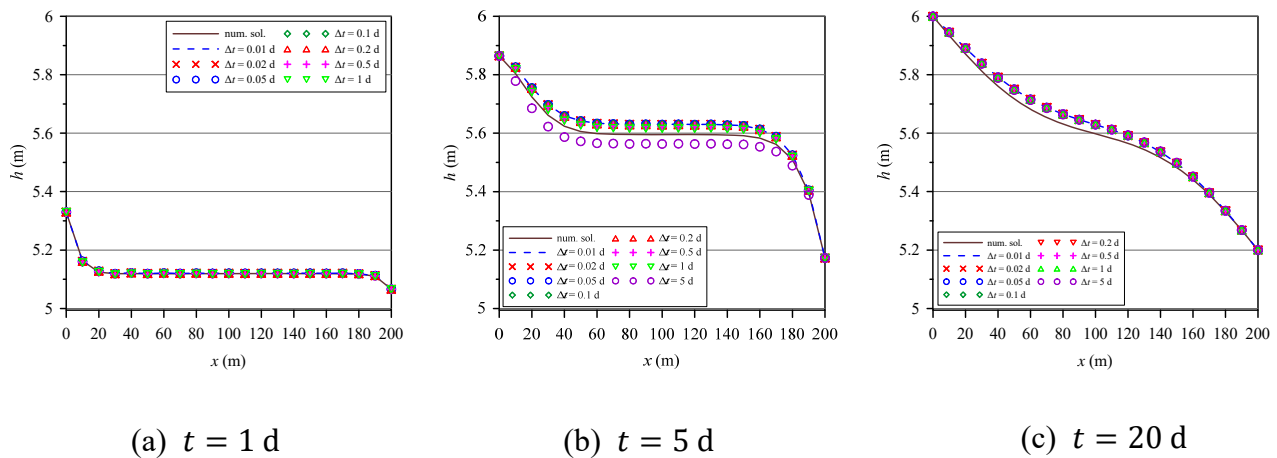 6
5.8
5.6
5.4
5.2
5
h (m)
num. sol.
Δt = 0.01 d
Δt = 0.02 d
Δt = 0.05 d
Δt = 0.1 d
Δt = 0.2 d
Δt = 0.5 d
Δt = 1 d
0 20 40 60 80 100 120 140 160 180 200
x (m)
(a) t = 1 d
6
5.8
5.6
5.4
5.2
5
h (m)
num. sol.
Δt = 0.01 d
Δt = 0.02 d
Δt = 0.05 d
Δt = 0.1 d
Δt = 0.2 d
Δt = 0.5 d
Δt = 1 d
Δt = 5 d
0 20 40 60 80 100 120 140 160 180 200
x (m)
(b) t = 5 d
6
5.8
5.6
5.4
5.2
5
h (m)
num. sol.
Δt = 0.01 d
Δt = 0.02 d
Δt = 0.05 d
Δt = 0.1 d
Δt = 0.2 d
Δt = 0.5 d
Δt = 1 d
Δt = 5 d
0 20 40 60 80 100 120 140 160 180 200
x (m)
(c) t = 20 d